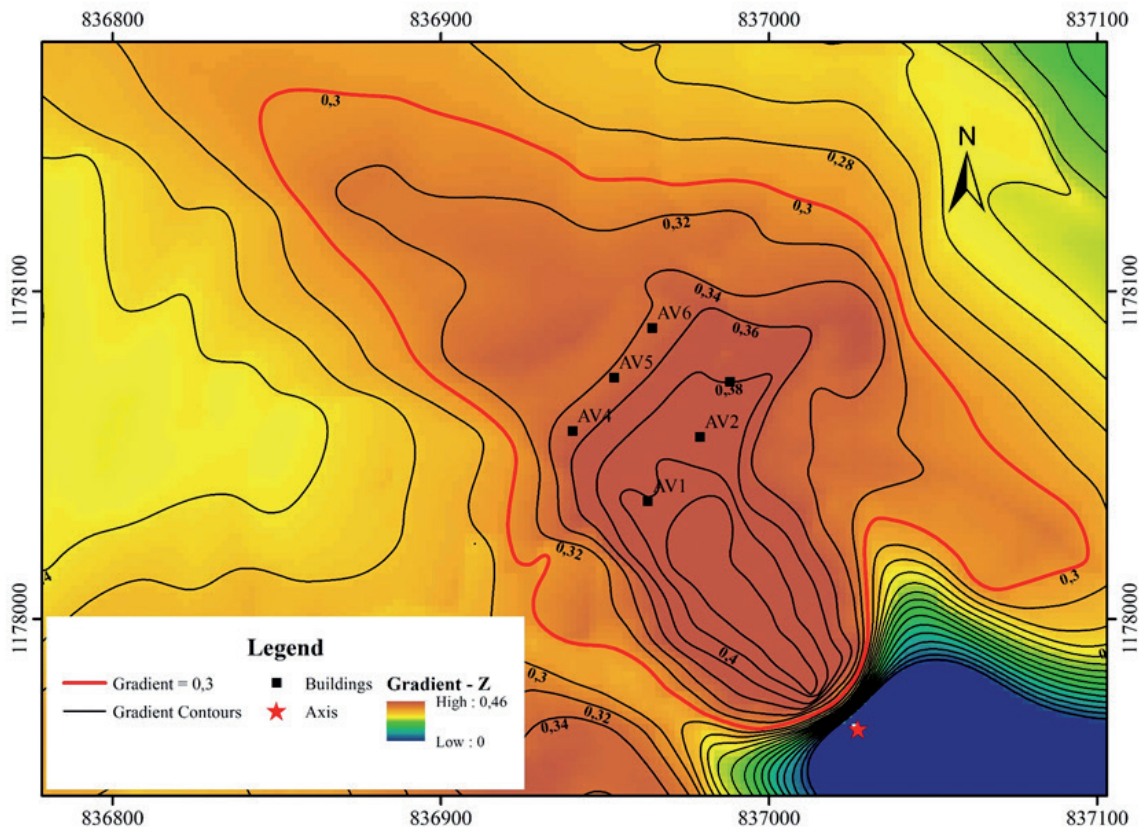 836800 836900 837000 837100
0,3
0,28
N
0,3
0,32
1178100 1178100
0,34
AV6
0,36
AV5
0,38
AV4 AV2
AV1
0,32
4 0,3
1178000 1178000
Legend
0,4
Gradient = 0,3 Buildings Gradient - Z
0,3
High : 0,46
Gradient Contours Axis
0,32
0,34
Low : 0
836800 836900 837000 837100